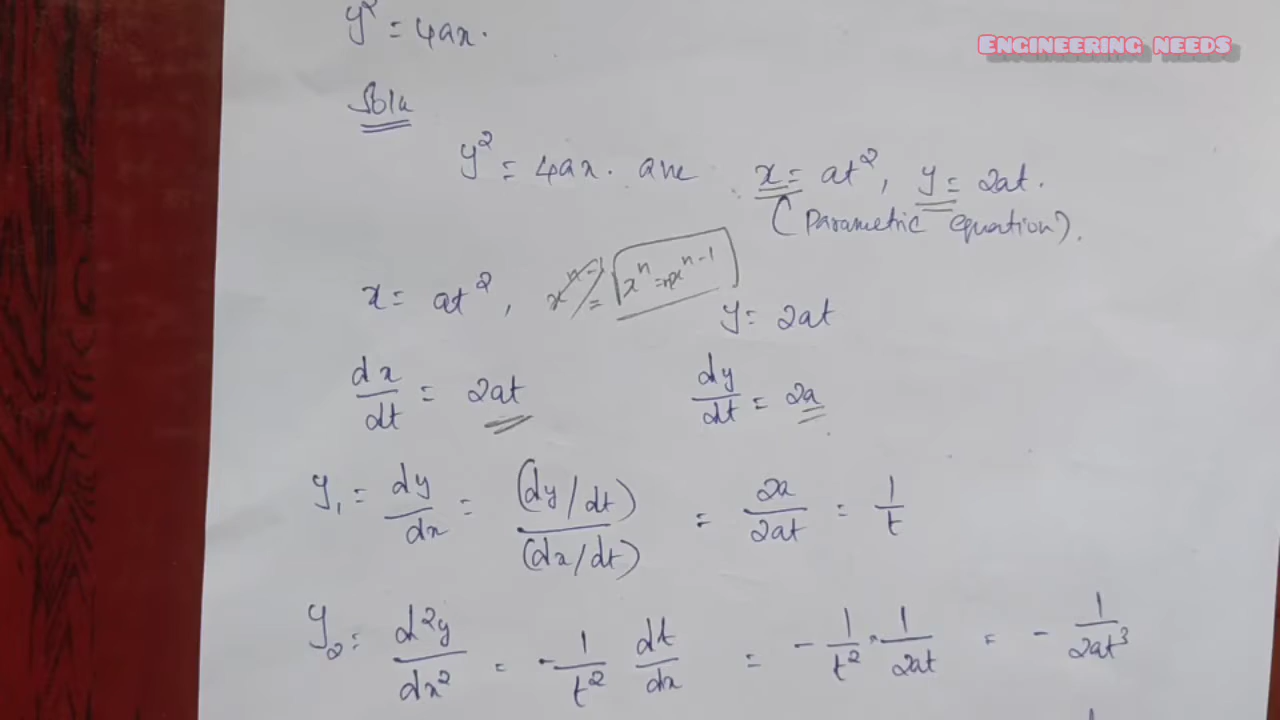 y² = 4ax.
ENGINEERING NEEDS
Soln
y² = 4ax. are x = at², y = 2at.
(Parametric equation).
x = at², xⁿ = nxⁿ⁻¹
y = 2at
dx/dt = 2at dy/dt = 2a
y₁ = dy/dx = (dy/dt)/(dx/dt) = 2a/2at = 1/t
y₂ = d²y/dx² = -1/t² dt/dx = -1/t² · 1/2at = -1/2at³